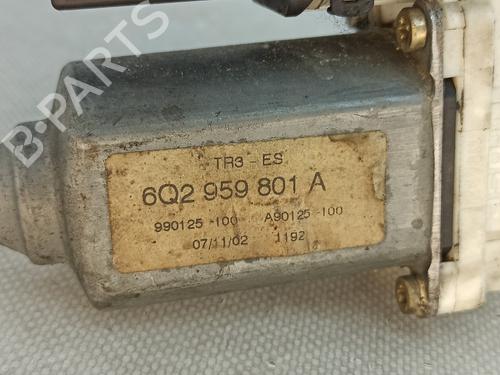 B-PARTS
TR3 - ES
6Q2 959 801 A
990125 -100 A90125 -100
07/11/02 1192